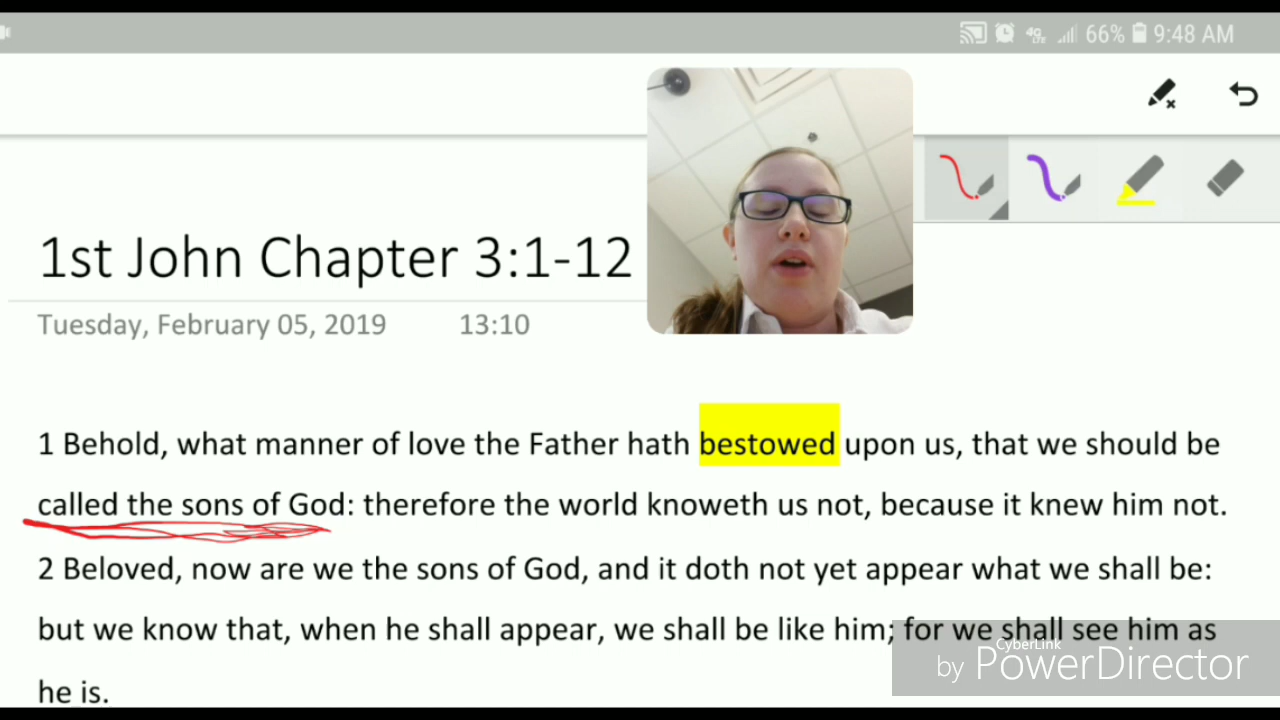 66% 9:48 AM
1st John Chapter 3:1-12
Tuesday, February 05, 2019 13:10
1 Behold, what manner of love the Father hath bestowed upon us, that we should be
called the sons of God: therefore the world knoweth us not, because it knew him not.
2 Beloved, now are we the sons of God, and it doth not yet appear what we shall be:
but we know that, when he shall appear, we shall be like him; for we shall see him as
he is.
CyberLink
by PowerDirector